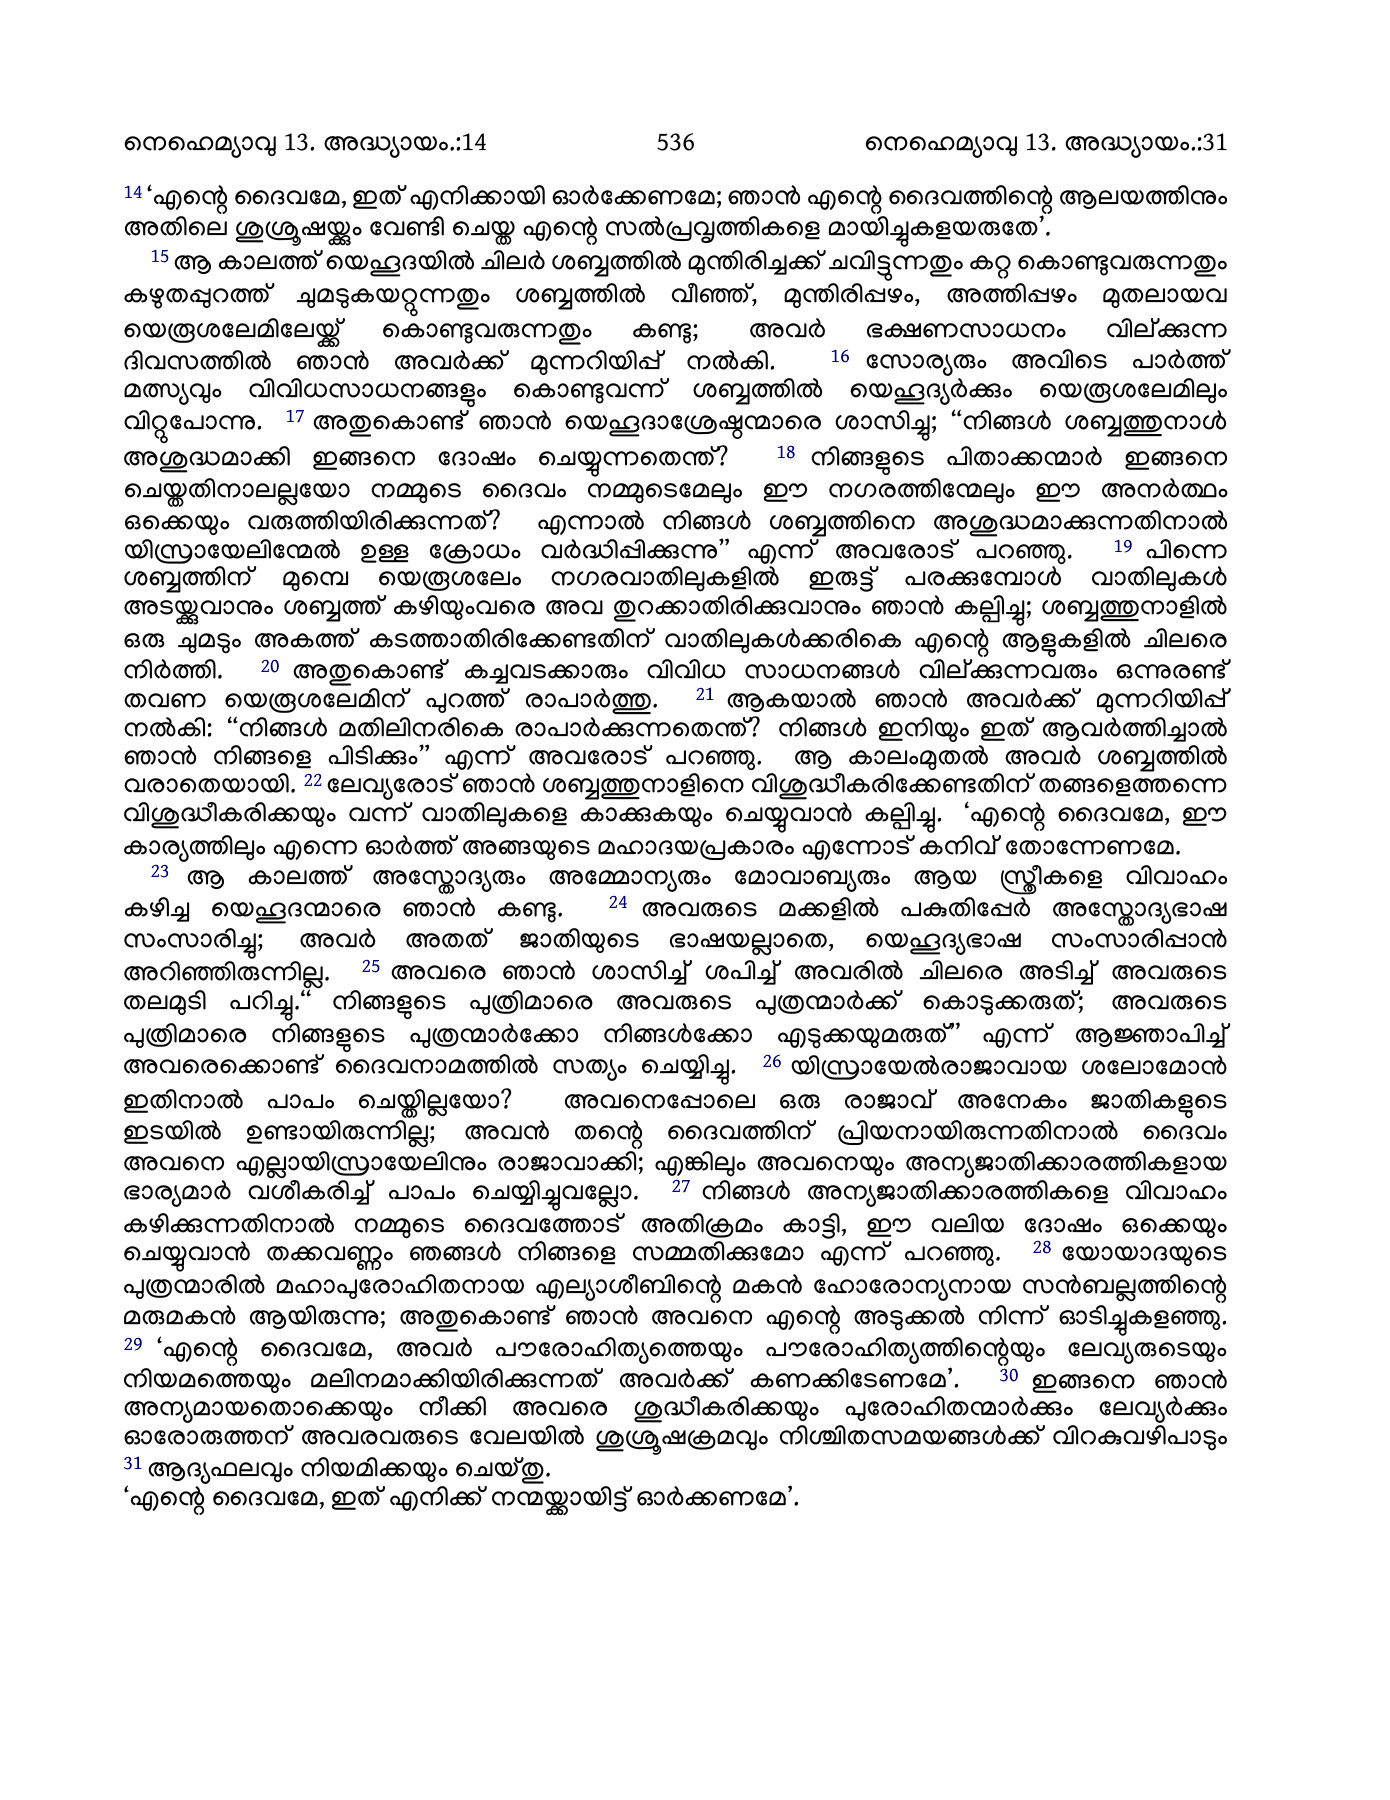 നെഹെമ്യാവു 13. അദ്ധ്യായം.:14 536 നെഹെമ്യാവു 13. അദ്ധ്യായം.:31
14 ‘എന്റെ ദൈവമേ, ഇത് എനിക്കായി ഓർക്കേണമേ; ഞാൻ എന്റെ ദൈവത്തിന്റെ ആലയത്തിനും
അതിലെ ശുശ്രൂഷയ്ക്കും വേണ്ടി ചെയ്ത എന്റെ സൽപ്രവൃത്തികളെ മായിച്ചുകളയരുതേ’.
15 ആ കാലത്ത് യെഹൂദയിൽ ചിലർ ശബ്ബത്തിൽ മുന്തിരിച്ചക്ക് ചവിട്ടുന്നതും കറ്റ കൊണ്ടുവരുന്നതും
കഴുതപ്പുറത്ത് ചുമടുകയറ്റുന്നതും ശബ്ബത്തിൽ വീഞ്ഞ്, മുന്തിരിപ്പഴം, അത്തിപ്പഴം മുതലായവ
യെരൂശലേമിലേയ്ക്ക് കൊണ്ടുവരുന്നതും കണ്ടു; അവർ ഭക്ഷണസാധനം വില്ക്കുന്ന
ദിവസത്തിൽ ഞാൻ അവർക്ക് മുന്നറിയിപ്പ് നൽകി. 16 സോര്യരും അവിടെ പാർത്ത്
മത്സ്യവും വിവിധസാധനങ്ങളും കൊണ്ടുവന്ന് ശബ്ബത്തിൽ യെഹൂദ്യർക്കും യെരൂശലേമിലും
വിറ്റുപോന്നു. 17 അതുകൊണ്ട് ഞാൻ യെഹൂദാശ്രേഷ്ഠന്മാരെ ശാസിച്ചു; “നിങ്ങൾ ശബ്ബത്തുനാൾ
അശുദ്ധമാക്കി ഇങ്ങനെ ദോഷം ചെയ്യുന്നതെന്ത്? 18 നിങ്ങളുടെ പിതാക്കന്മാർ ഇങ്ങനെ
ചെയ്തതിനാലല്ലയോ നമ്മുടെ ദൈവം നമ്മുടെമേലും ഈ നഗരത്തിന്മേലും ഈ അനർത്ഥം
ഒക്കെയും വരുത്തിയിരിക്കുന്നത്? എന്നാൽ നിങ്ങൾ ശബ്ബത്തിനെ അശുദ്ധമാക്കുന്നതിനാൽ
യിസ്രായേലിന്മേൽ ഉള്ള ക്രോധം വർദ്ധിപ്പിക്കുന്നു” എന്ന് അവരോട് പറഞ്ഞു. 19 പിന്നെ
ശബ്ബത്തിന് മുമ്പെ യെരൂശലേം നഗരവാതിലുകളിൽ ഇരുട്ട് പരക്കുമ്പോൾ വാതിലുകൾ
അടയ്ക്കുവാനും ശബ്ബത്ത് കഴിയുംവരെ അവ തുറക്കാതിരിക്കുവാനും ഞാൻ കല്പിച്ചു; ശബ്ബത്തുനാളിൽ
ഒരു ചുമടും അകത്ത് കടത്താതിരിക്കേണ്ടതിന് വാതിലുകൾക്കരികെ എന്റെ ആളുകളിൽ ചിലരെ
നിർത്തി. 20 അതുകൊണ്ട് കച്ചവടക്കാരും വിവിധ സാധനങ്ങൾ വില്ക്കുന്നവരും ഒന്നുരണ്ട്
തവണ യെരൂശലേമിന് പുറത്ത് രാപാർത്തു. 21 ആകയാൽ ഞാൻ അവർക്ക് മുന്നറിയിപ്പ്
നൽകി: “നിങ്ങൾ മതിലിനരികെ രാപാർക്കുന്നതെന്ത്? നിങ്ങൾ ഇനിയും ഇത് ആവർത്തിച്ചാൽ
ഞാൻ നിങ്ങളെ പിടിക്കും” എന്ന് അവരോട് പറഞ്ഞു. ആ കാലംമുതൽ അവർ ശബ്ബത്തിൽ
വരാതെയായി. 22 ലേവ്യരോട് ഞാൻ ശബ്ബത്തുനാളിനെ വിശുദ്ധീകരിക്കേണ്ടതിന് തങ്ങളെത്തന്നെ
വിശുദ്ധീകരിക്കയും വന്ന് വാതിലുകളെ കാക്കുകയും ചെയ്യുവാൻ കല്പിച്ചു. ‘എന്റെ ദൈവമേ, ഈ
കാര്യത്തിലും എന്നെ ഓർത്ത് അങ്ങയുടെ മഹാദയപ്രകാരം എന്നോട് കനിവ് തോന്നേണമേ.
23 ആ കാലത്ത് അസ്തോദ്യരും അമ്മോന്യരും മോവാബ്യരും ആയ സ്ത്രീകളെ വിവാഹം
കഴിച്ച യെഹൂദന്മാരെ ഞാൻ കണ്ടു. 24 അവരുടെ മക്കളിൽ പകുതിപ്പേർ അസ്തോദ്യഭാഷ
സംസാരിച്ചു; അവർ അതത് ജാതിയുടെ ഭാഷയല്ലാതെ, യെഹൂദ്യഭാഷ സംസാരിപ്പാൻ
അറിഞ്ഞിരുന്നില്ല. 25 അവരെ ഞാൻ ശാസിച്ച് ശപിച്ച് അവരിൽ ചിലരെ അടിച്ച് അവരുടെ
തലമുടി പറിച്ചു.“ നിങ്ങളുടെ പുത്രിമാരെ അവരുടെ പുത്രന്മാർക്ക് കൊടുക്കരുത്; അവരുടെ
പുത്രിമാരെ നിങ്ങളുടെ പുത്രന്മാർക്കോ നിങ്ങൾക്കോ എടുക്കയുമരുത്” എന്ന് ആജ്ഞാപിച്ച്
അവരെക്കൊണ്ട് ദൈവനാമത്തിൽ സത്യം ചെയ്യിച്ചു. 26 യിസ്രായേൽരാജാവായ ശലോമോൻ
ഇതിനാൽ പാപം ചെയ്തില്ലയോ? അവനെപ്പോലെ ഒരു രാജാവ് അനേകം ജാതികളുടെ
ഇടയിൽ ഉണ്ടായിരുന്നില്ല; അവൻ തന്റെ ദൈവത്തിന് പ്രിയനായിരുന്നതിനാൽ ദൈവം
അവനെ എല്ലായിസ്രായേലിനും രാജാവാക്കി; എങ്കിലും അവനെയും അന്യജാതിക്കാരത്തികളായ
ഭാര്യമാർ വശീകരിച്ച് പാപം ചെയ്യിച്ചുവല്ലോ. 27 നിങ്ങൾ അന്യജാതിക്കാരത്തികളെ വിവാഹം
കഴിക്കുന്നതിനാൽ നമ്മുടെ ദൈവത്തോട് അതിക്രമം കാട്ടി, ഈ വലിയ ദോഷം ഒക്കെയും
ചെയ്യുവാൻ തക്കവണ്ണം ഞങ്ങൾ നിങ്ങളെ സമ്മതിക്കുമോ എന്ന് പറഞ്ഞു. 28 യോയാദയുടെ
പുത്രന്മാരിൽ മഹാപുരോഹിതനായ എല്യാശീബിന്റെ മകൻ ഹോരോന്യനായ സൻബല്ലത്തിന്റെ
മരുമകൻ ആയിരുന്നു; അതുകൊണ്ട് ഞാൻ അവനെ എന്റെ അടുക്കൽ നിന്ന് ഓടിച്ചുകളഞ്ഞു.
29 ‘എന്റെ ദൈവമേ, അവർ പൗരോഹിത്യത്തെയും പൗരോഹിത്യത്തിന്റെയും ലേവ്യരുടെയും
നിയമത്തെയും മലിനമാക്കിയിരിക്കുന്നത് അവർക്ക് കണക്കിടേണമേ’. 30 ഇങ്ങനെ ഞാൻ
അന്യമായതൊക്കെയും നീക്കി അവരെ ശുദ്ധീകരിക്കയും പുരോഹിതന്മാർക്കും ലേവ്യർക്കും
ഓരോരുത്തന് അവരവരുടെ വേലയിൽ ശുശ്രൂഷക്രമവും നിശ്ചിതസമയങ്ങൾക്ക് വിറകുവഴിപാടും
31 ആദ്യഫലവും നിയമിക്കയും ചെയ്തു.
‘എന്റെ ദൈവമേ, ഇത് എനിക്ക് നന്മയ്ക്കായിട്ട് ഓർക്കണമേ’.